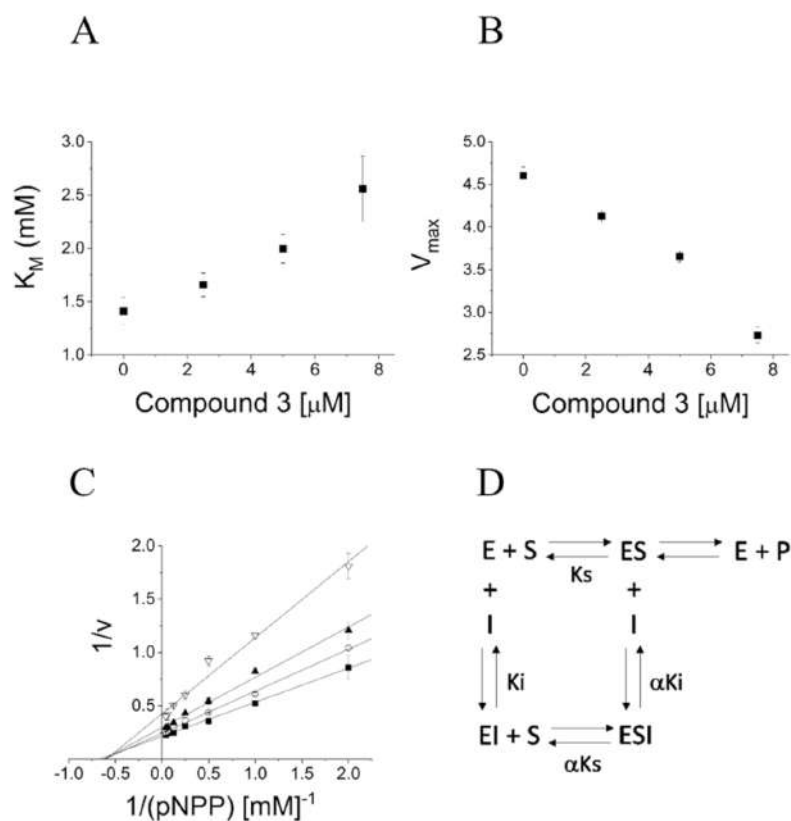 A
B
3.0
2.5
2.0
1.5
1.0
K_M (mM)
0 2 4 6 8
Compound 3 [μM]
5.0
4.5
4.0
3.5
3.0
2.5
V_max
0 2 4 6 8
Compound 3 [μM]
C
D
2.0
1.5
1.0
0.5
1/v
-1.0 -0.5 0.0 0.5 1.0 1.5 2.0
1/(pNPP) [mM]⁻¹
E + S ES E + P
Ks
+ +
I I
Ki αKi
EI + S ESI
αKs